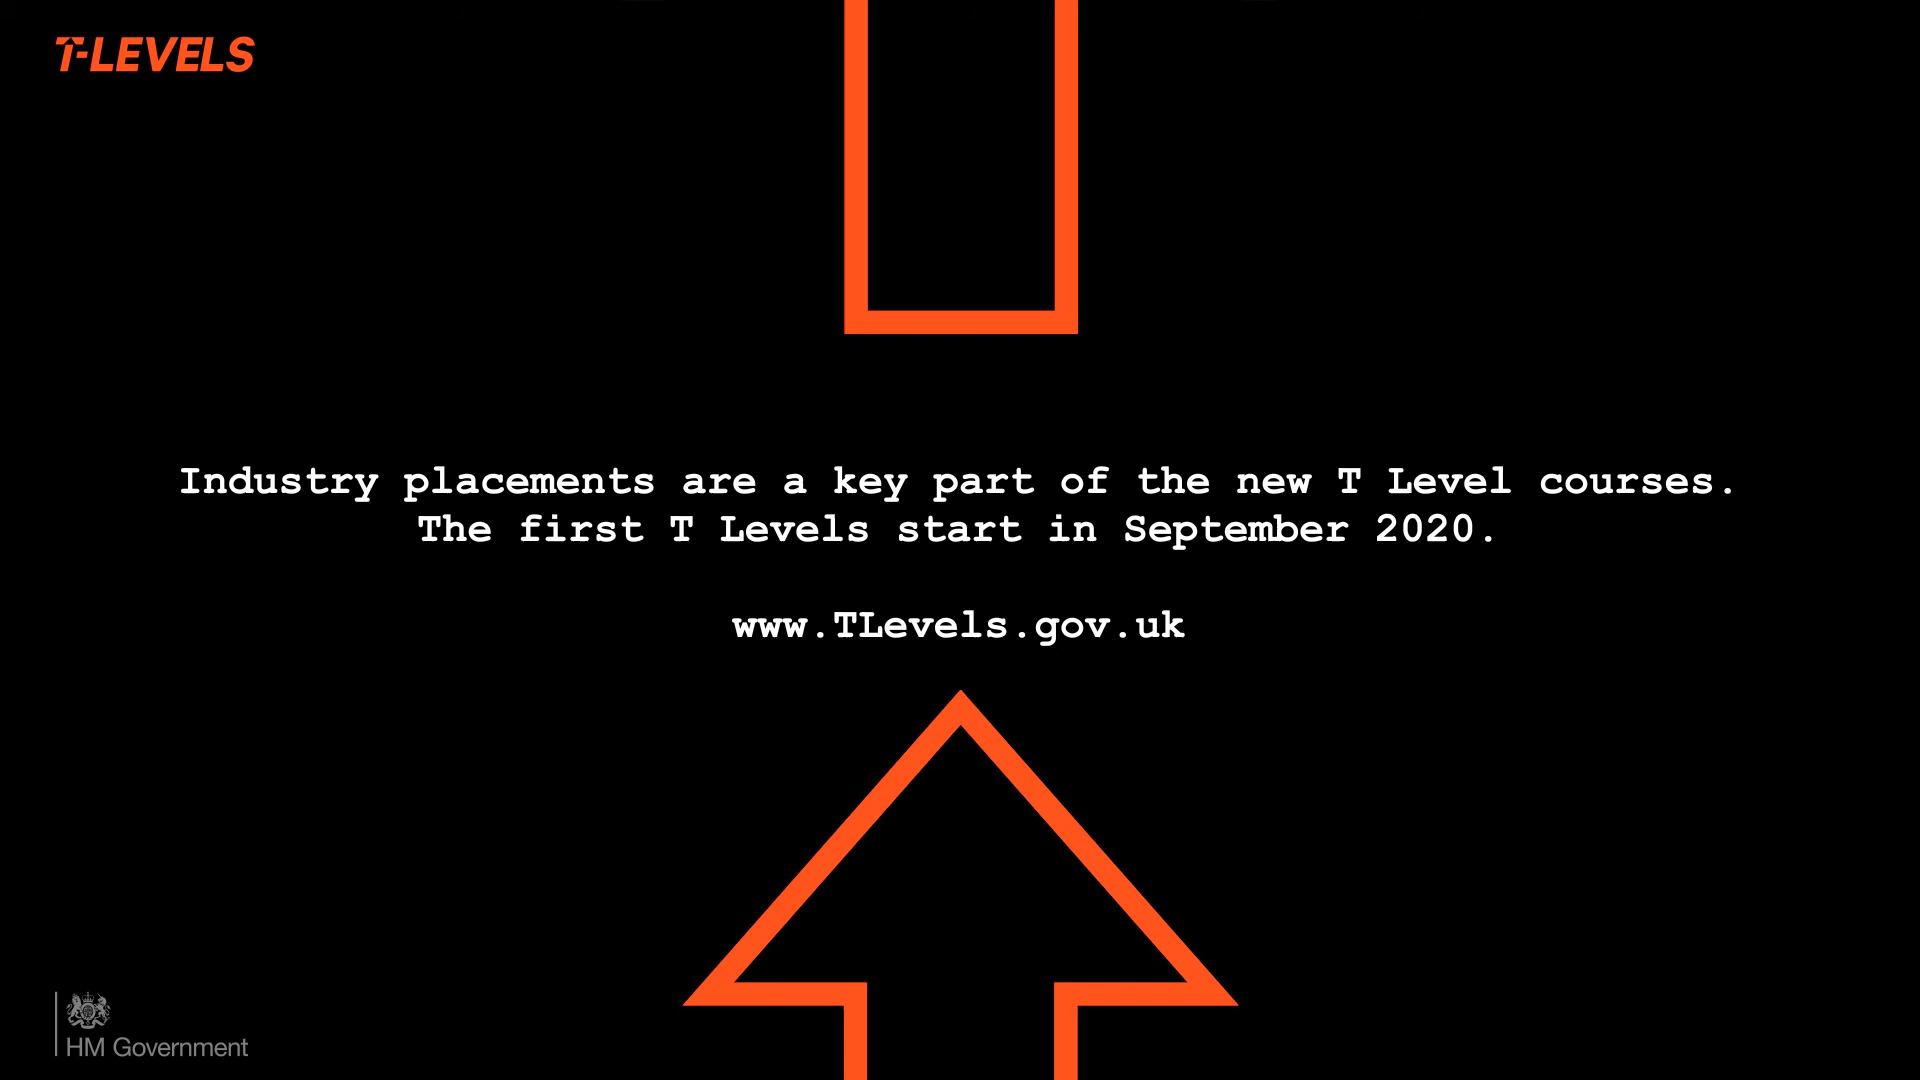 T-LEVELS
Industry placements are a key part of the new T Level courses.
The first T Levels start in September 2020.
www.TLevels.gov.uk
HM Government